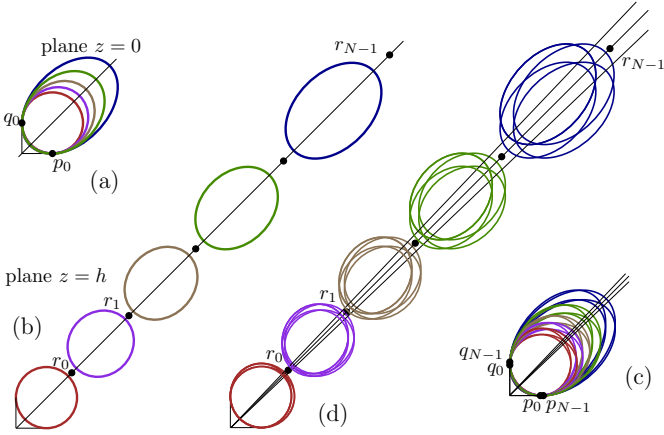 plane z = 0
q₀
p₀
(a)
r_{N−1}
r_{N−1}
plane z = h
(b)
r₁
r₀
r₁
r₀
(d)
q_{N−1}
q₀
p₀ p_{N−1}
(c)